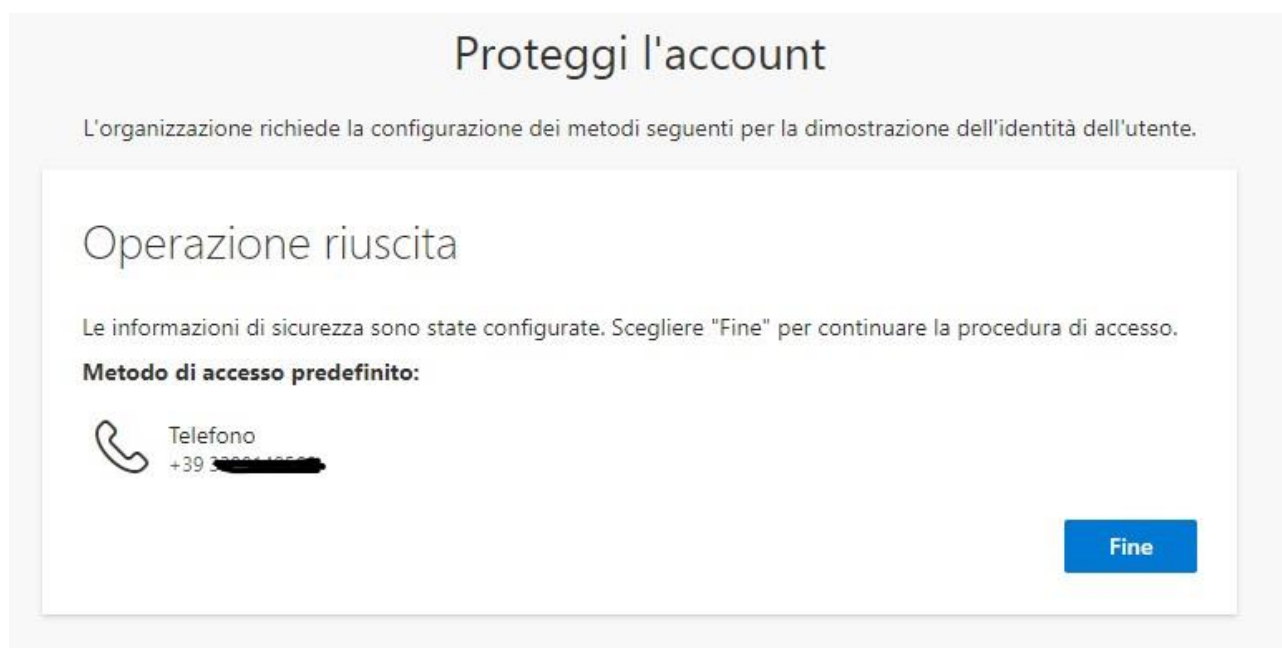 Proteggi l'account
L'organizzazione richiede la configurazione dei metodi seguenti per la dimostrazione dell'identità dell'utente.
Operazione riuscita
Le informazioni di sicurezza sono state configurate. Scegliere "Fine" per continuare la procedura di accesso.
Metodo di accesso predefinito:
Telefono
+39
Fine